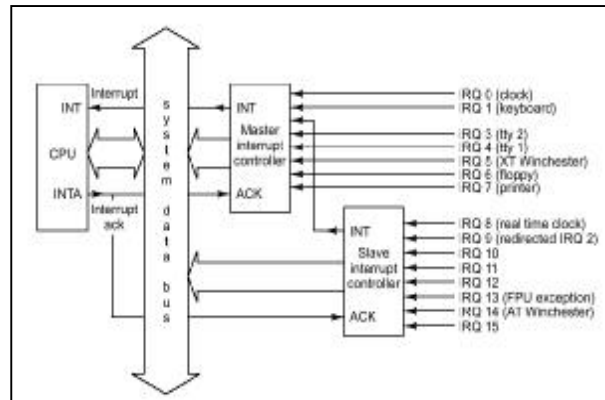 Interrupt
INT
CPU
INTA
Interrupt
ack
system data bus
INT
Master
interrupt
controller
ACK
IRQ 0 (clock)
IRQ 1 (keyboard)
IRQ 3 (tty 2)
IRQ 4 (tty 1)
IRQ 5 (XT Winchester)
IRQ 6 (floppy)
IRQ 7 (printer)
INT
Slave
interrupt
controller
ACK
IRQ 8 (real time clock)
IRQ 9 (redirected IRQ 2)
IRQ 10
IRQ 11
IRQ 12
IRQ 13 (FPU exception)
IRQ 14 (AT Winchester)
IRQ 15